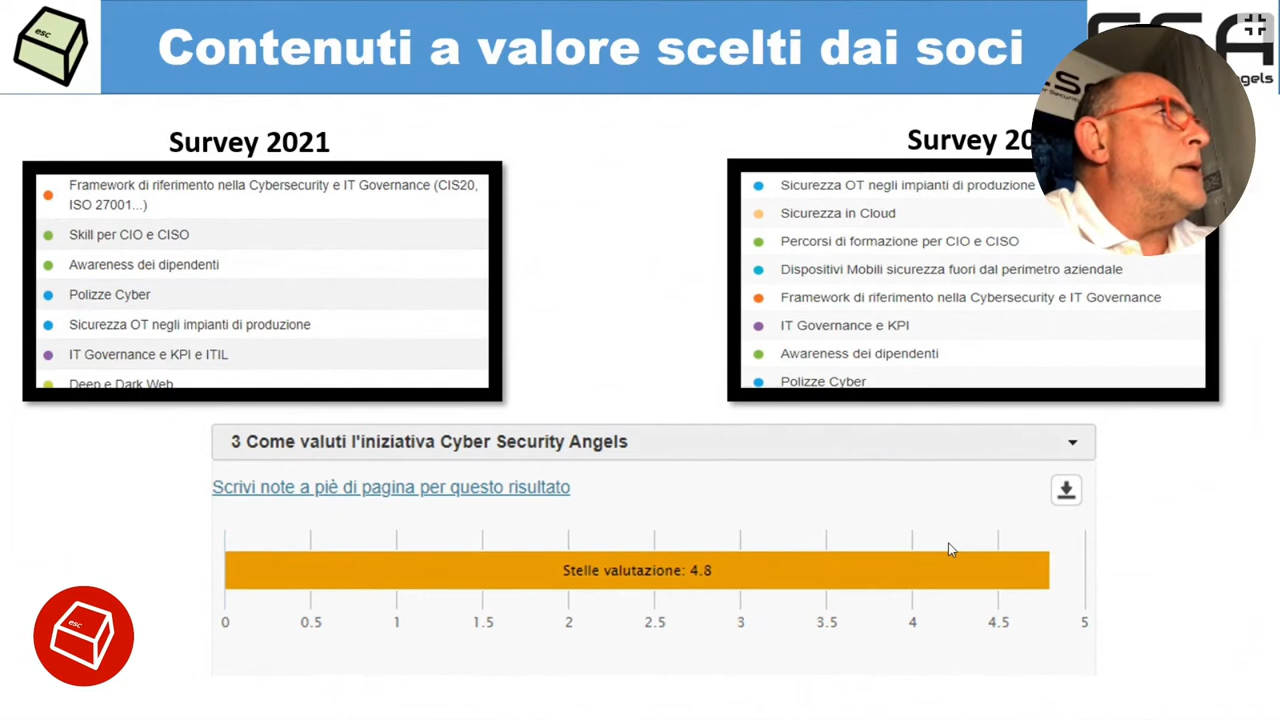 esc
Contenuti a valore scelti dai soci
Survey 2021
Framework di riferimento nella Cybersecurity e IT Governance (CIS20,
ISO 27001...)
Skill per CIO e CISO
Awareness dei dipendenti
Polizze Cyber
Sicurezza OT negli impianti di produzione
IT Governance e KPI e ITIL
Deep e Dark Web
Survey
Sicurezza OT negli impianti di produzione
Sicurezza in Cloud
Percorsi di formazione per CIO e CISO
Dispositivi Mobili sicurezza fuori dal perimetro aziendale
Framework di riferimento nella Cybersecurity e IT Governance
IT Governance e KPI
Awareness dei dipendenti
Polizze Cyber
3 Come valuti l'iniziativa Cyber Security Angels
Scrivi note a piè di pagina per questo risultato
Stelle valutazione: 4.8
0 0.5 1 1.5 2 2.5 3 3.5 4 4.5 5
esc